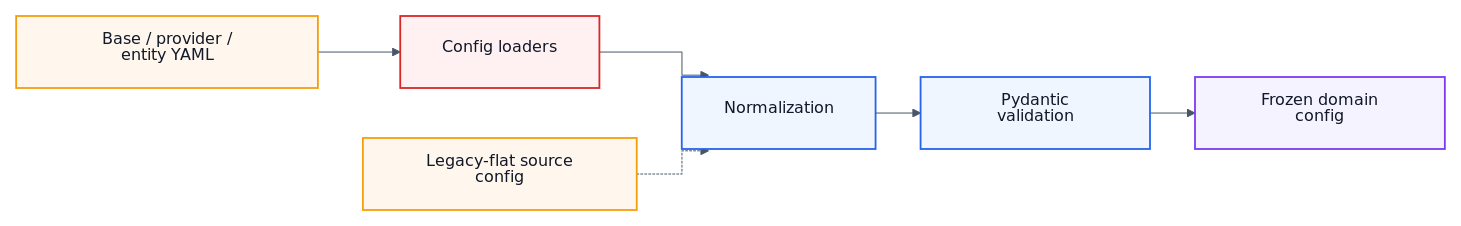 Base / provider /
entity YAML
Config loaders
Legacy-flat source
config
Normalization
Pydantic
validation
Frozen domain
config